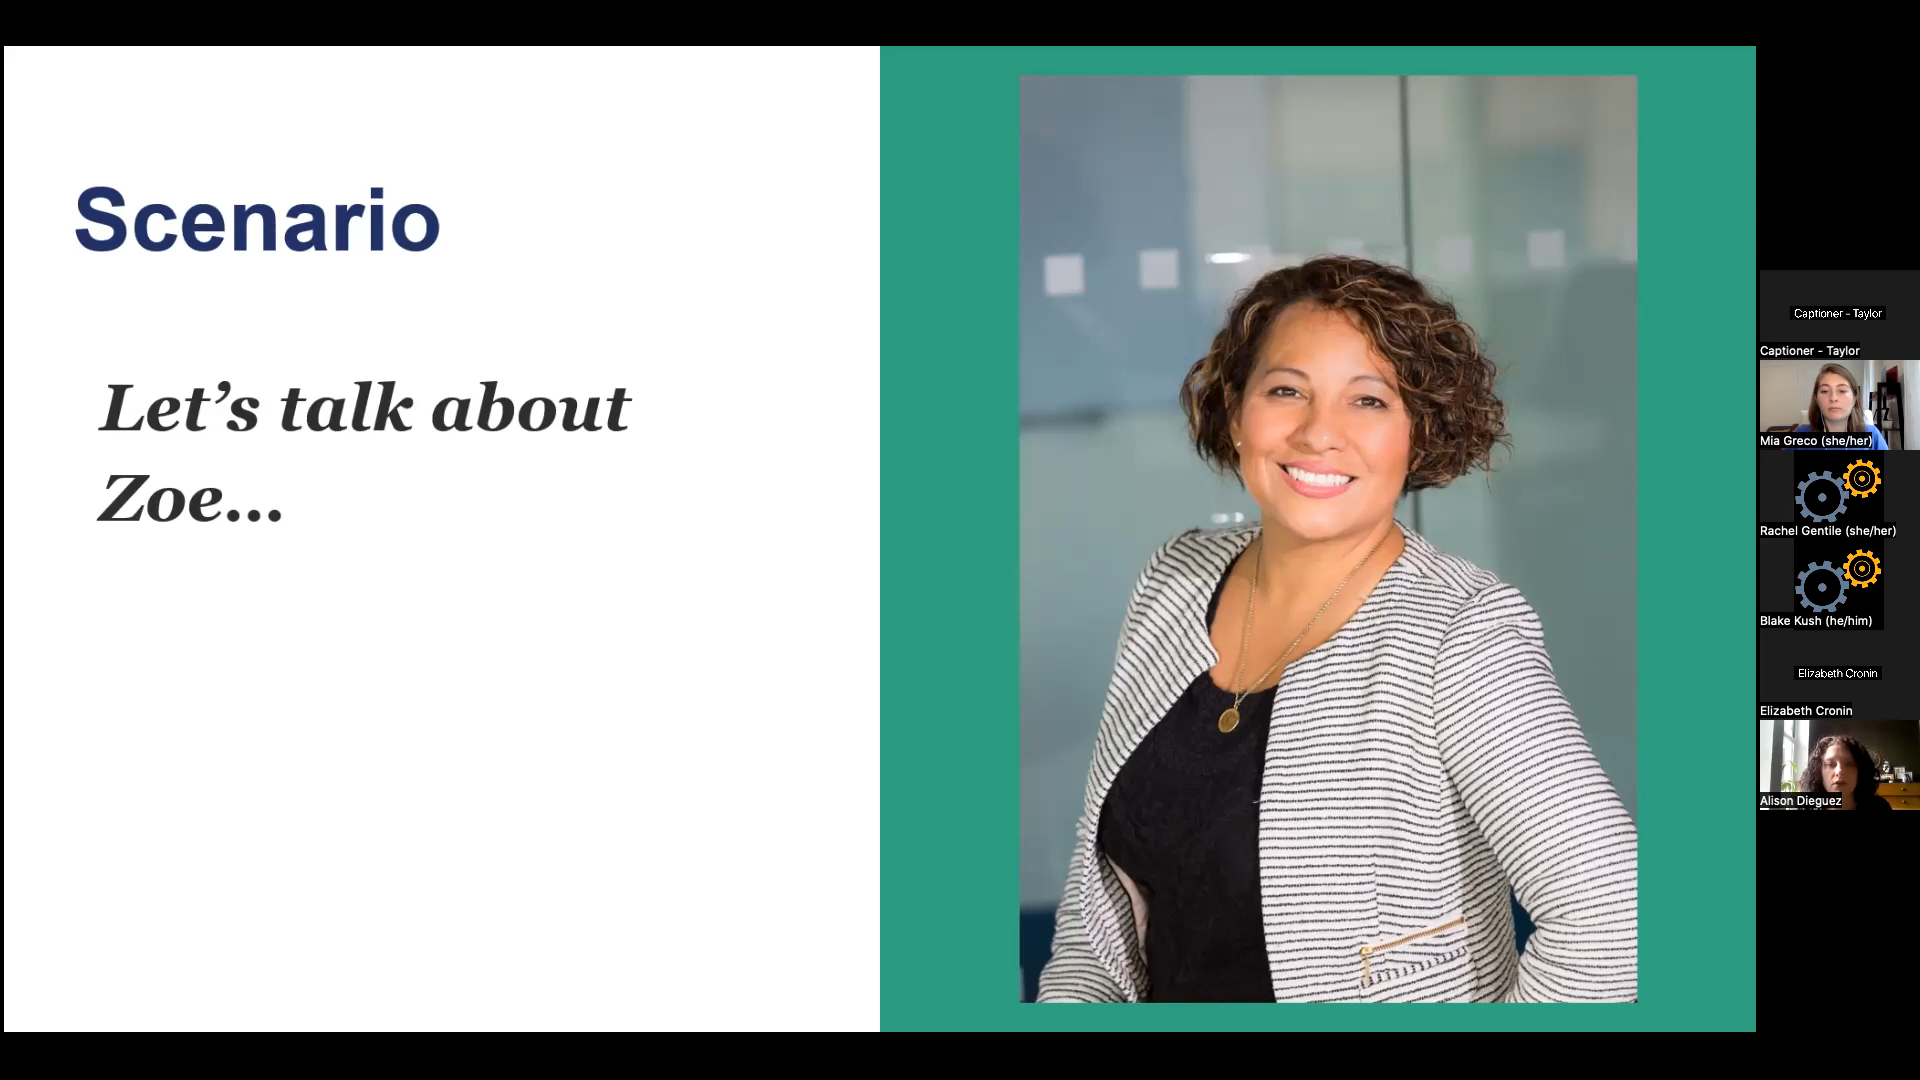 Scenario
Let’s talk about
Zoe...
Captioner - Taylor
Captioner - Taylor
Mia Greco (she/her)
Rachel Gentile (she/her)
Blake Kush (he/him)
Elizabeth Cronin
Elizabeth Cronin
Alison Dieguez